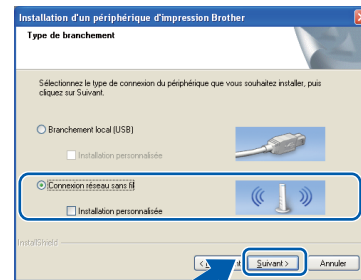 Installation d'un périphérique d'impression Brother
Type de branchement
Sélectionnez le type de connexion du périphérique que vous souhaitez installer, puis
cliquez sur Suivant.
Branchement local (USB)
Installation personnalisée
Connexion réseau sans fil
Installation personnalisée
InstallShield
Suivant >
Annuler